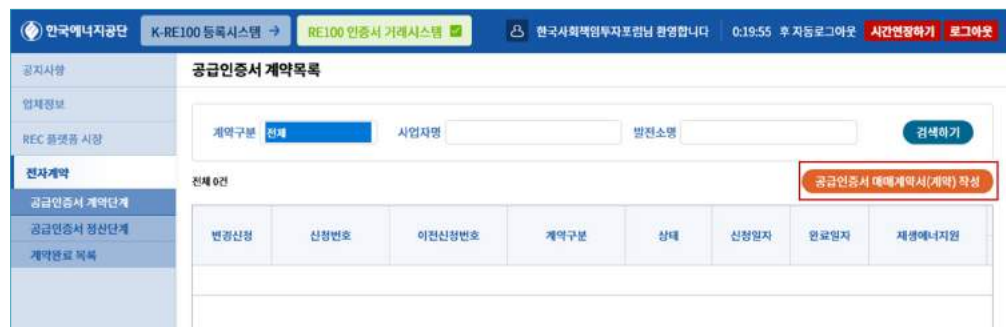 한국에너지공단 K-RE100 등록시스템 → RE100 인증서 거래시스템 한국사회책임투자포럼님 환영합니다 0:19:55 후 자동로그아웃 시간연장하기 로그아웃
공지사항
공급인증서 계약목록
업체정보
REC 플랫폼 시장
계약구분 전체 사업자명 발전소명 검색하기
전자계약
전체 0건 공급인증서 매매계약서(계약) 작성
공급인증서 계약단계
공급인증서 정산단계
변경신청 신청번호 이전신청번호 계약구분 상태 신청일자 완료일자 재생에너지원
계약완료 목록